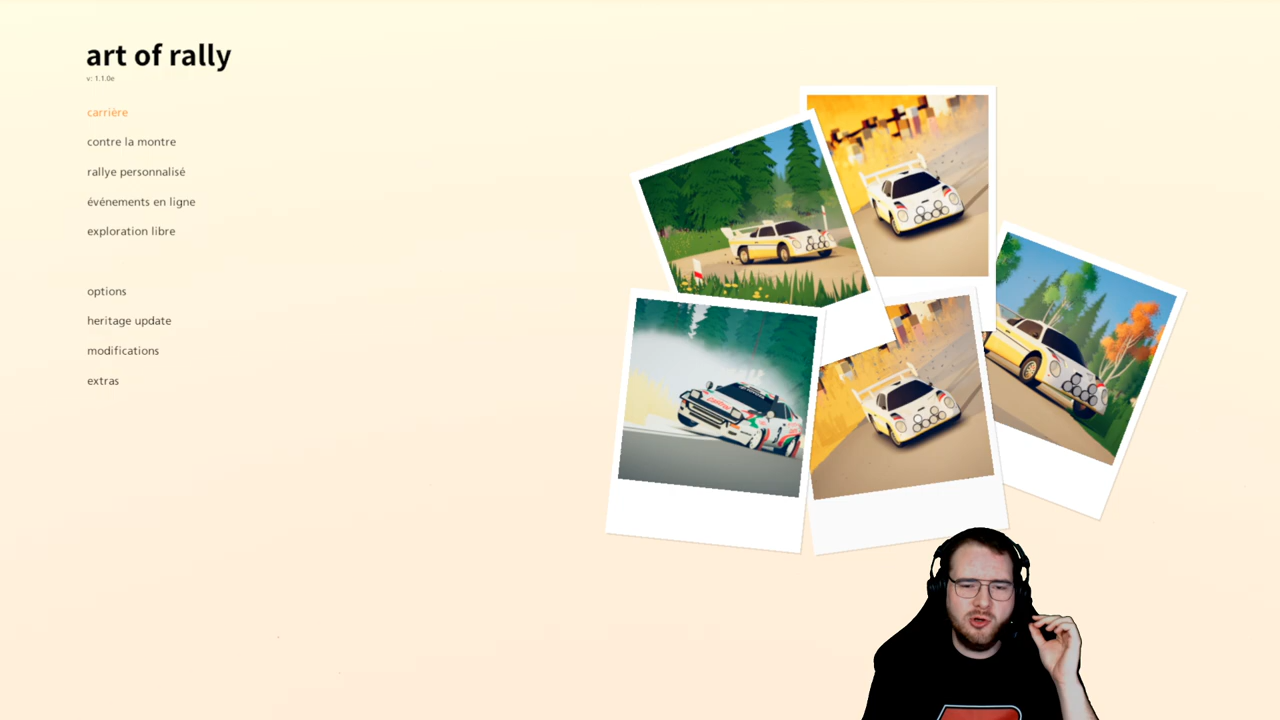 art of rally
v: 1.1.0e
carrière
contre la montre
rallye personnalisé
événements en ligne
exploration libre
options
heritage update
modifications
extras